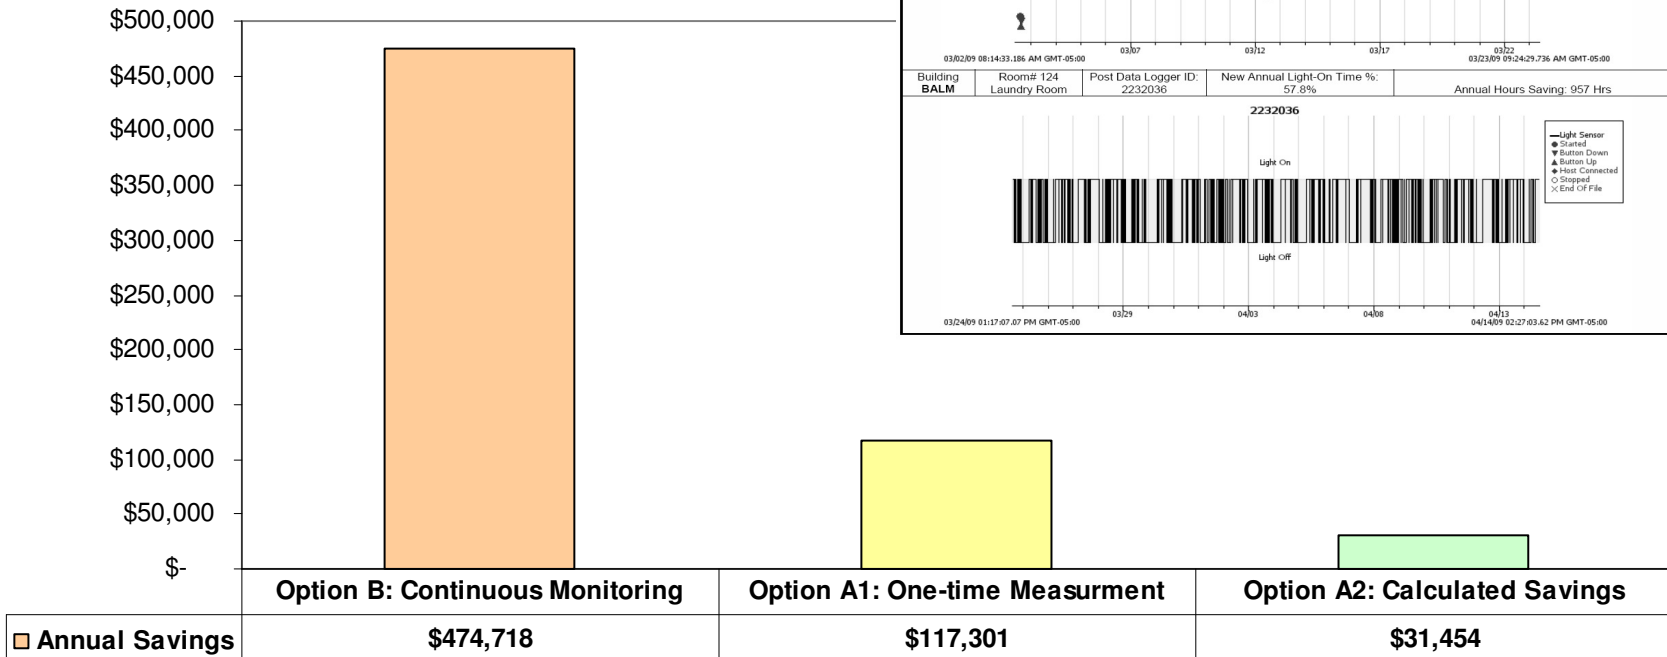 $500,000
$450,000
$400,000
$350,000
$300,000
$250,000
$200,000
$150,000
$100,000
$50,000
$-
Option B: Continuous Monitoring
Option A1: One-time Measurment
Option A2: Calculated Savings
Annual Savings
$474,718
$117,301
$31,454
03/07
03/12
03/17
03/22
03/02/09 08:14:33.186 AM GMT-05:00
03/23/09 09:24:29.736 AM GMT-05:00
Building
BALM
Room# 124
Laundry Room
Post Data Logger ID:
2232036
New Annual Light-On Time %:
57.8%
Annual Hours Saving: 957 Hrs
2232036
Light On
Light Off
Light Sensor
Started
Button Down
Button Up
Host Connected
Stopped
End Of File
03/29
04/03
04/08
04/13
03/24/09 01:17:07.07 PM GMT-05:00
04/14/09 02:27:03.62 PM GMT-05:00